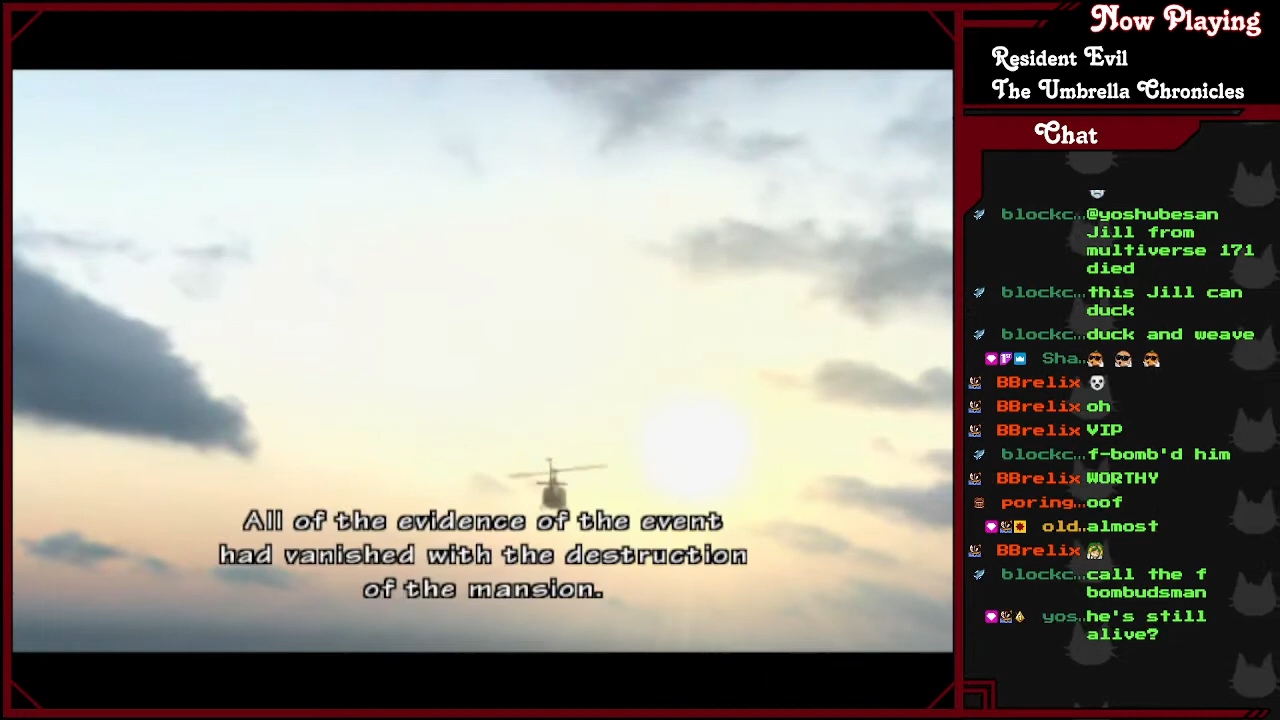 Now Playing
Resident Evil
The Umbrella Chronicles
Chat
blockc... @yoshubesan
Jill from
multiverse 171
died
blockc... this Jill can
duck
blockc... duck and weave
Sha...
BBrelix
BBrelix oh
BBrelix VIP
blockc... f-bomb'd him
BBrelix WORTHY
poring... oof
old... almost
BBrelix
blockc... call the f
bombudsman
yos... he's still
alive?
All of the evidence of the event
had vanished with the destruction
of the mansion.